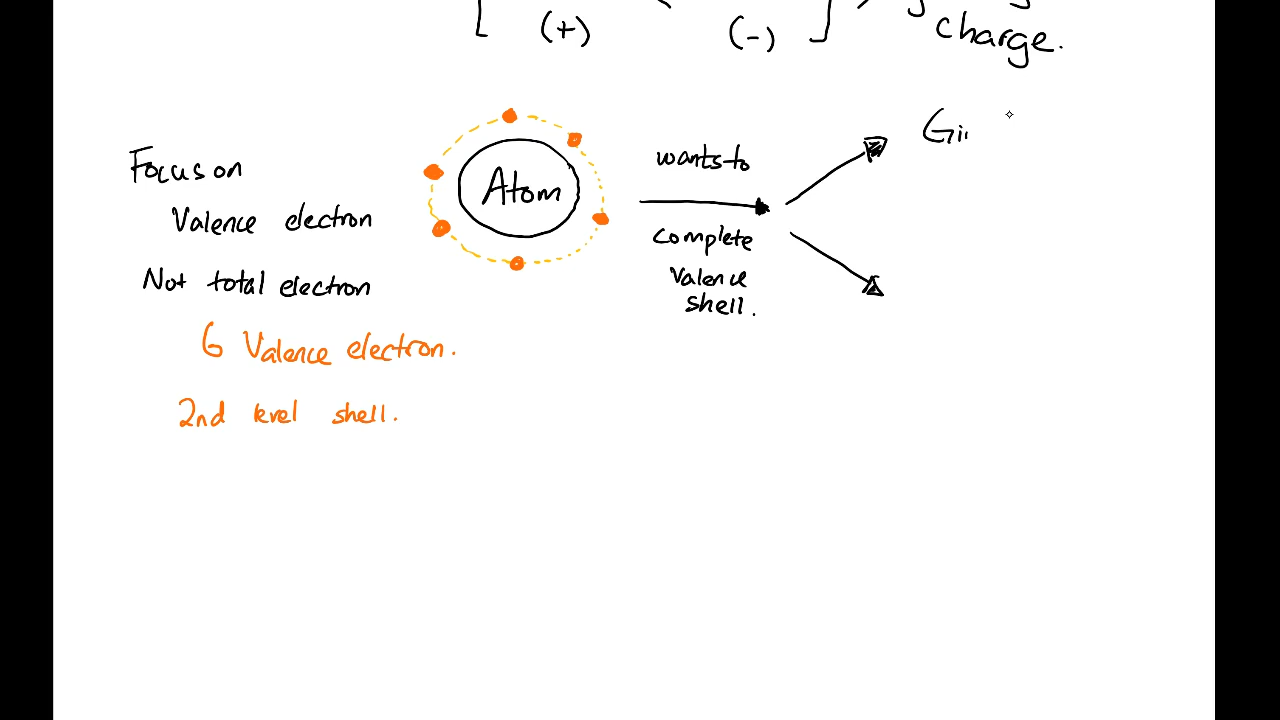 (+) (-)
charge.
Focus on
Valence electron
Not total electron
6 Valence electron.
2nd level shell.
Atom
wants to
complete
valence
shell.